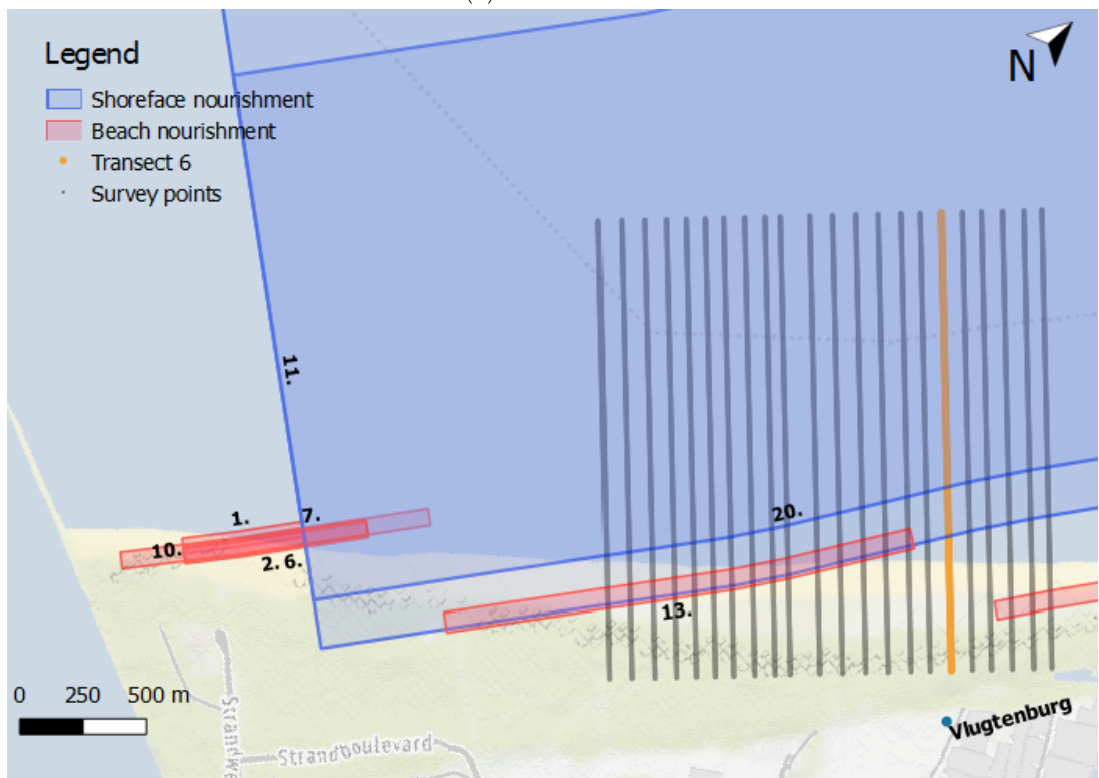 Legend
Shoreface nourishment
Beach nourishment
Transect 6
Survey points
N
11.
1.
7.
20.
10.
2. 6.
13.
0 250 500 m
Strandwe
Strandboulevard
Vlugtenburg